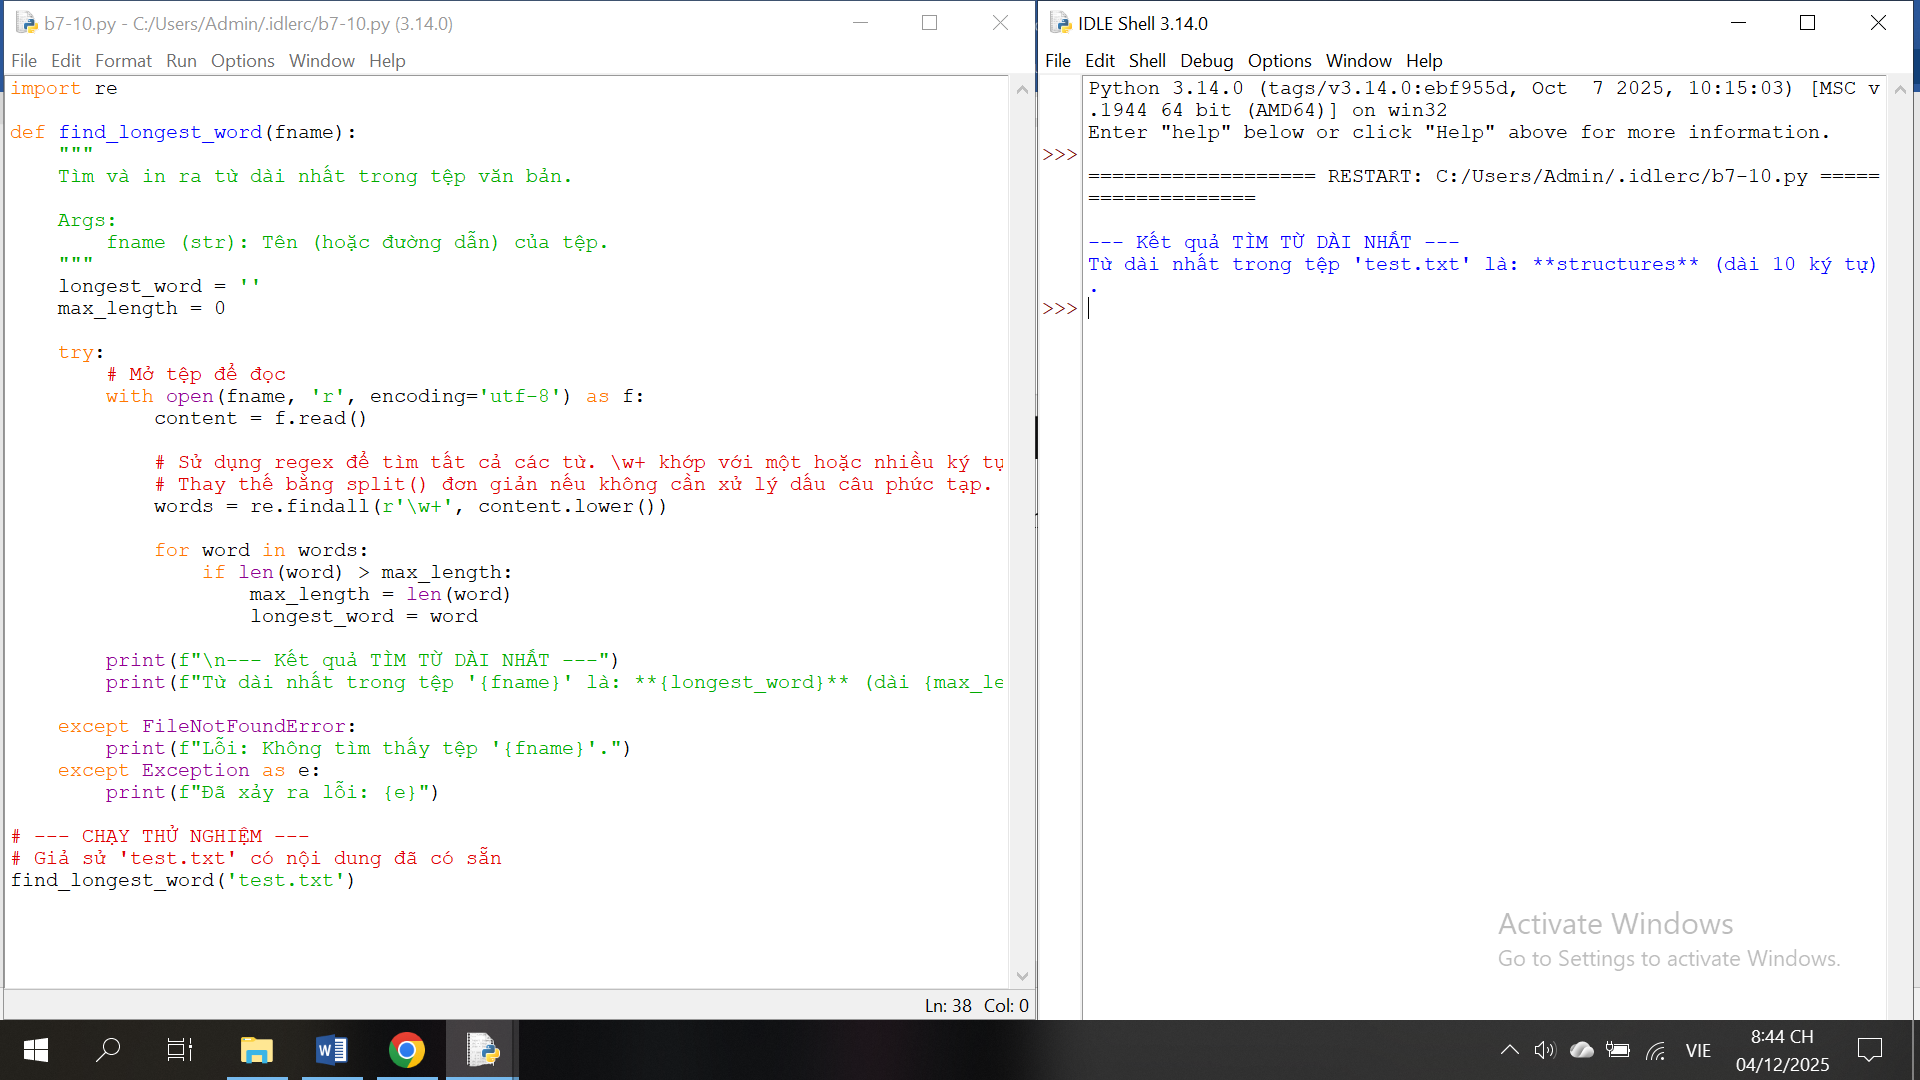 b7-10.py - C:/Users/Admin/.idlerc/b7-10.py (3.14.0)
File Edit Format Run Options Window Help
import re
def find_longest_word(fname):
    """
    Tìm và in ra từ dài nhất trong tệp văn bản.
    Args:
        fname (str): Tên (hoặc đường dẫn) của tệp.
    """
    longest_word = ''
    max_length = 0
    try:
        # Mở tệp để đọc
        with open(fname, 'r', encoding='utf-8') as f:
            content = f.read()
            # Sử dụng regex để tìm tất cả các từ. \w+ khớp với một hoặc nhiều ký tự
            # Thay thế bằng split() đơn giản nếu không cần xử lý dấu câu phức tạp.
            words = re.findall(r'\w+', content.lower())
            for word in words:
                if len(word) > max_length:
                    max_length = len(word)
                    longest_word = word
        print(f"\n--- Kết quả TÌM TỪ DÀI NHẤT ---")
        print(f"Từ dài nhất trong tệp '{fname}' là: **{longest_word}** (dài {max_le
    except FileNotFoundError:
        print(f"Lỗi: Không tìm thấy tệp '{fname}'.")
    except Exception as e:
        print(f"Đã xảy ra lỗi: {e}")
# --- CHẠY THỬ NGHIỆM ---
# Giả sử 'test.txt' có nội dung đã có sẵn
find_longest_word('test.txt')
Ln: 38 Col: 0
IDLE Shell 3.14.0
File Edit Shell Debug Options Window Help
Python 3.14.0 (tags/v3.14.0:ebf955d, Oct  7 2025, 10:15:03) [MSC v
.1944 64 bit (AMD64)] on win32
Enter "help" below or click "Help" above for more information.
>>>
=================== RESTART: C:/Users/Admin/.idlerc/b7-10.py =====
==============
--- Kết quả TÌM TỪ DÀI NHẤT ---
Từ dài nhất trong tệp 'test.txt' là: **structures** (dài 10 ký tự)
.
>>>
Activate Windows
Go to Settings to activate Windows.
VIE
8:44 CH
04/12/2025